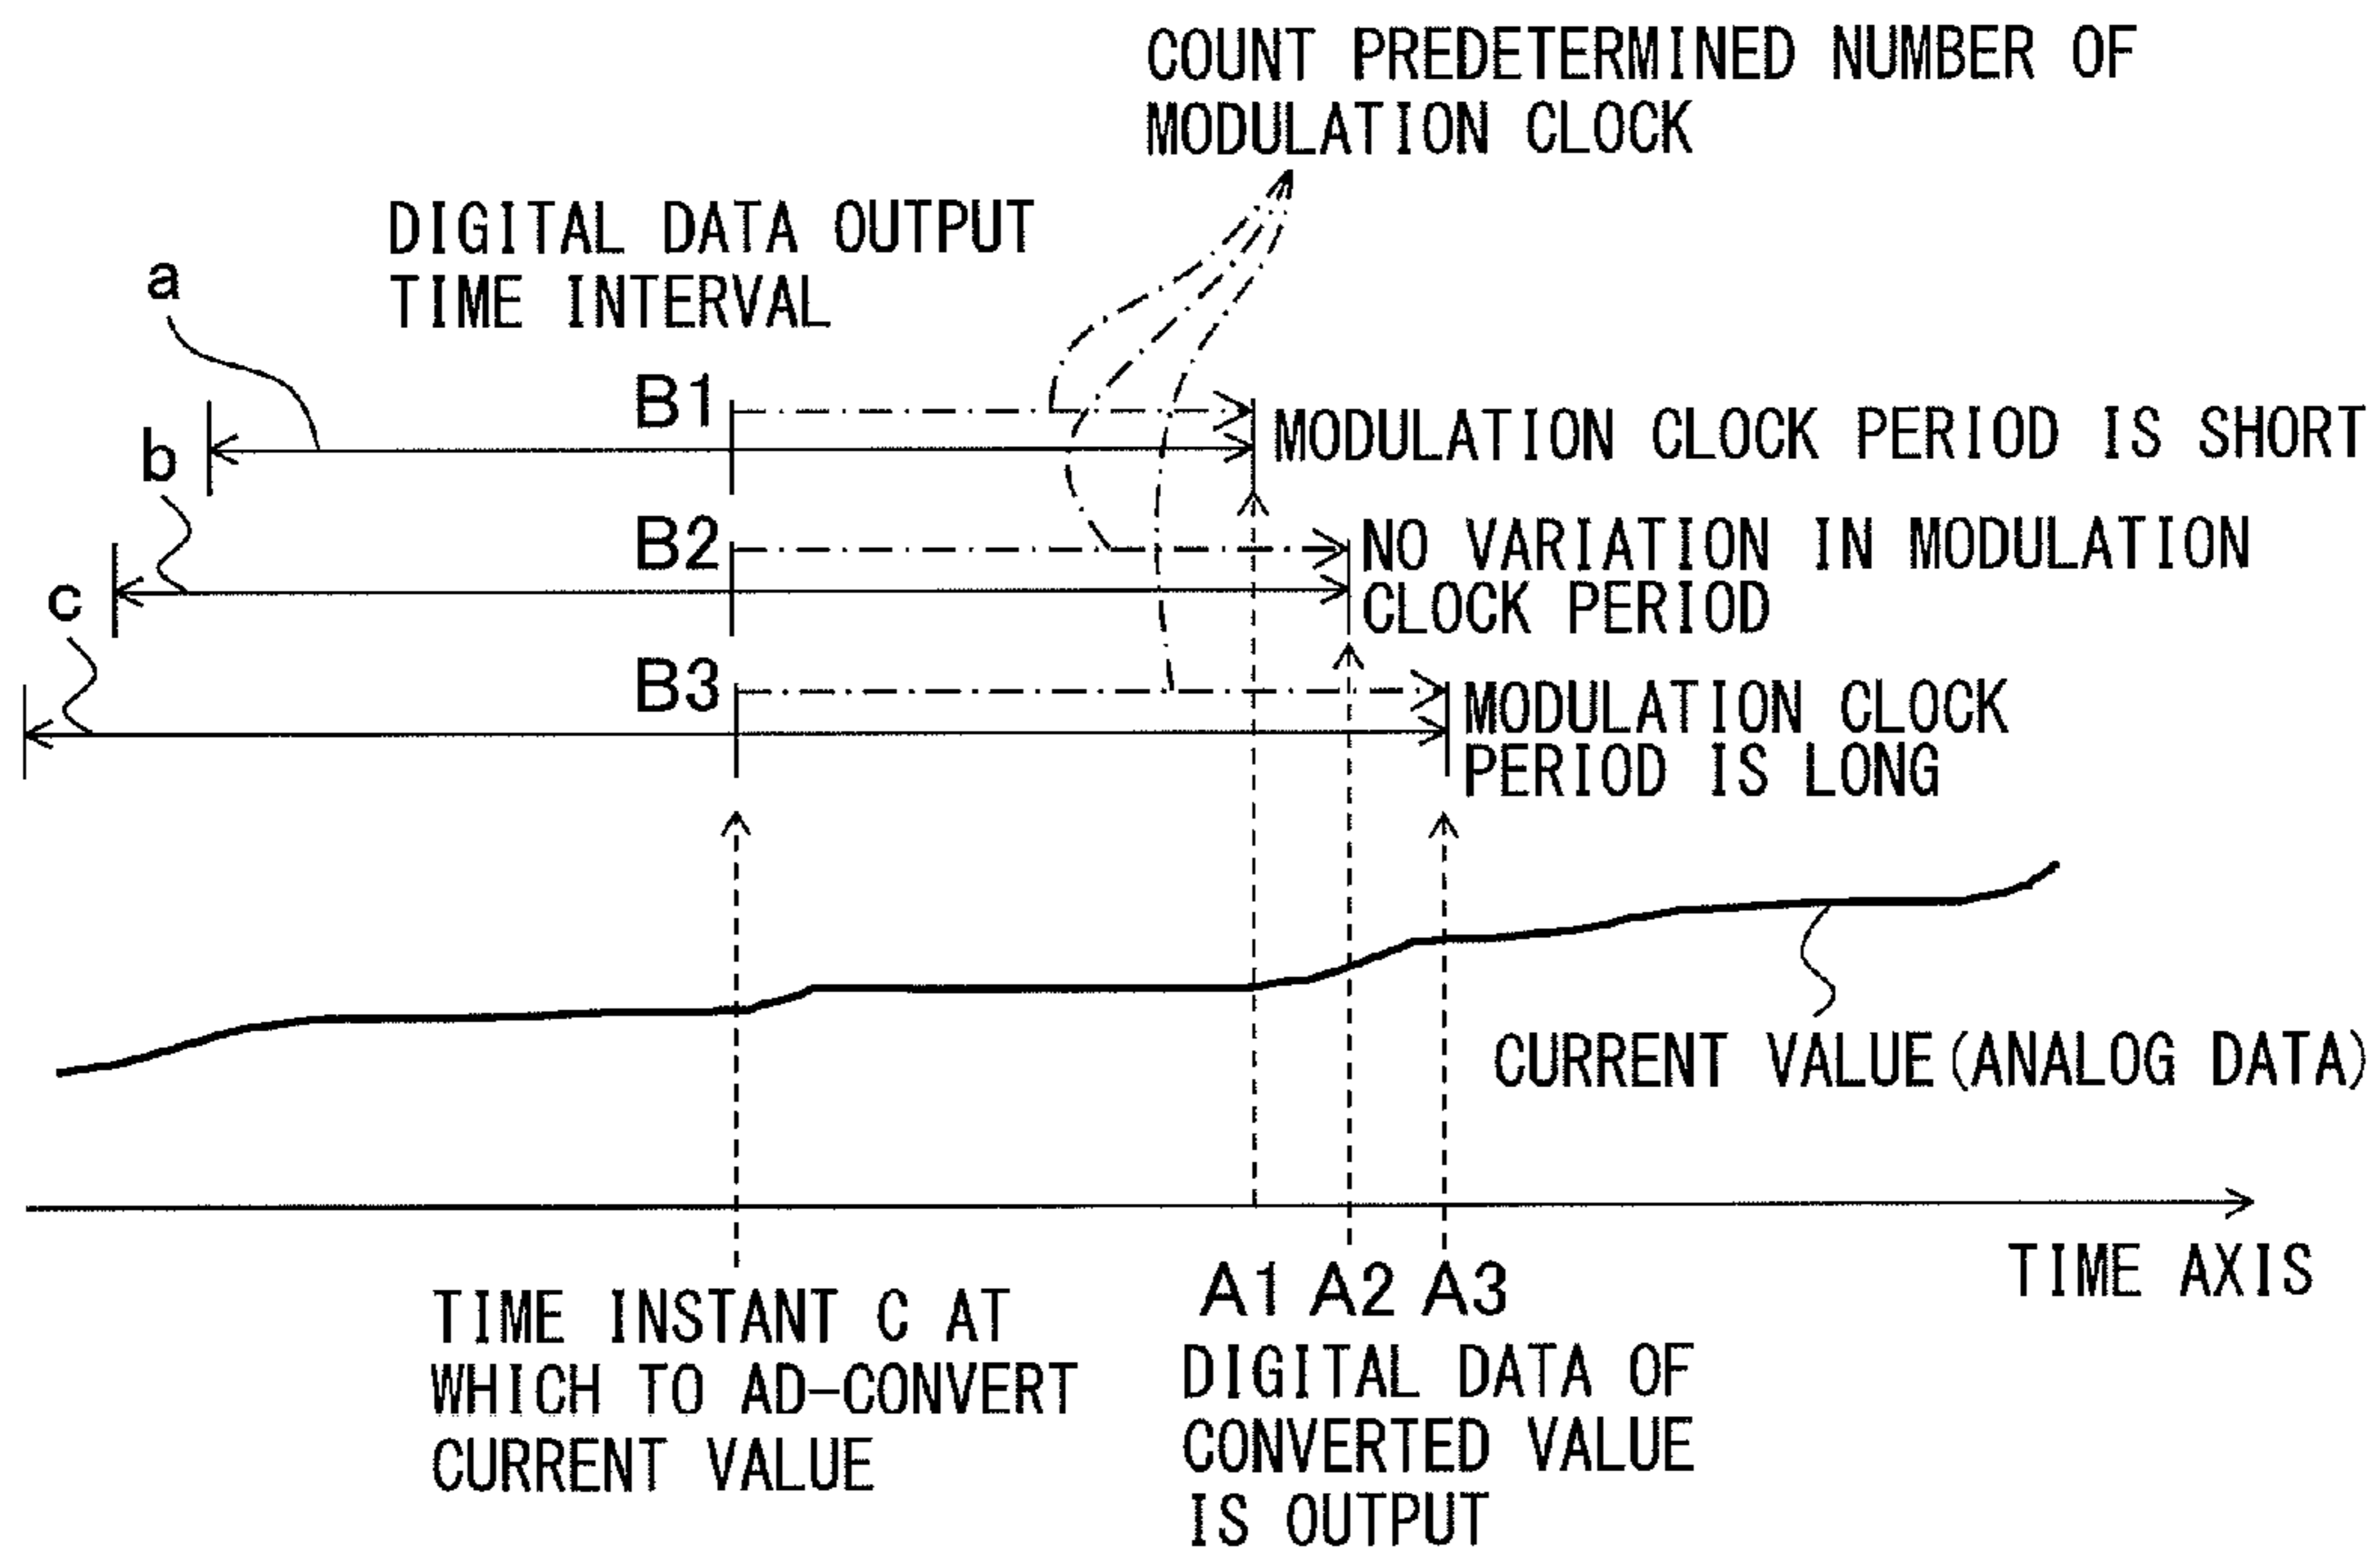 COUNT PREDETERMINED NUMBER OF
MODULATION CLOCK
DIGITAL DATA OUTPUT
TIME INTERVAL
a
B1
MODULATION CLOCK PERIOD IS SHORT
b
B2
NO VARIATION IN MODULATION
CLOCK PERIOD
c
B3
MODULATION CLOCK
PERIOD IS LONG
CURRENT VALUE(ANALOG DATA)
TIME AXIS
TIME INSTANT C AT
WHICH TO AD-CONVERT
CURRENT VALUE
A1 A2 A3
DIGITAL DATA OF
CONVERTED VALUE
IS OUTPUT